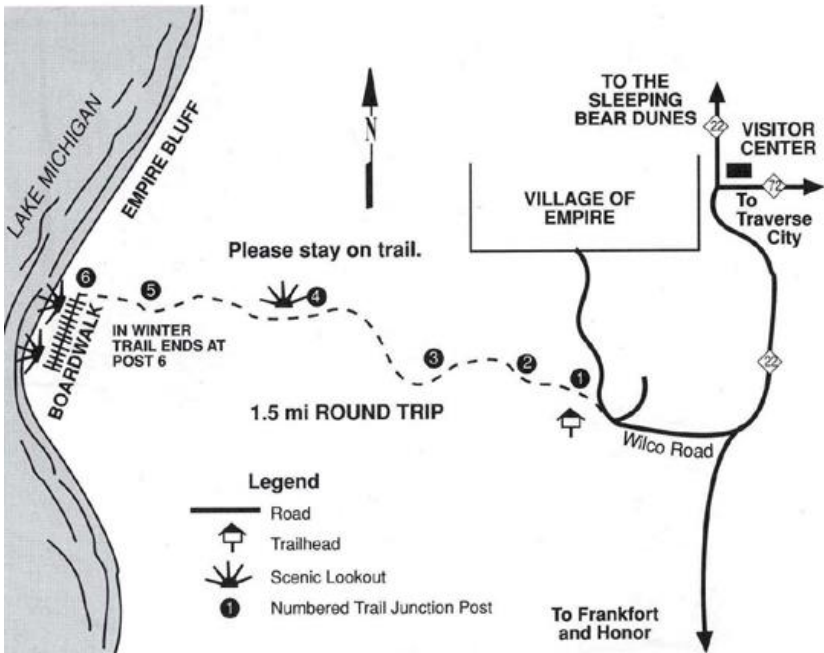 TO THE
SLEEPING
BEAR DUNES
22
VISITOR
CENTER
72
To
Traverse
City
LAKE MICHIGAN
EMPIRE BLUFF
N
VILLAGE OF
EMPIRE
Please stay on trail.
6
5
4
IN WINTER
TRAIL ENDS AT
POST 6
BOARDWALK
3
2
1
22
1.5 mi ROUND TRIP
Wilco Road
Legend
Road
Trailhead
Scenic Lookout
1 Numbered Trail Junction Post
To Frankfort
and Honor